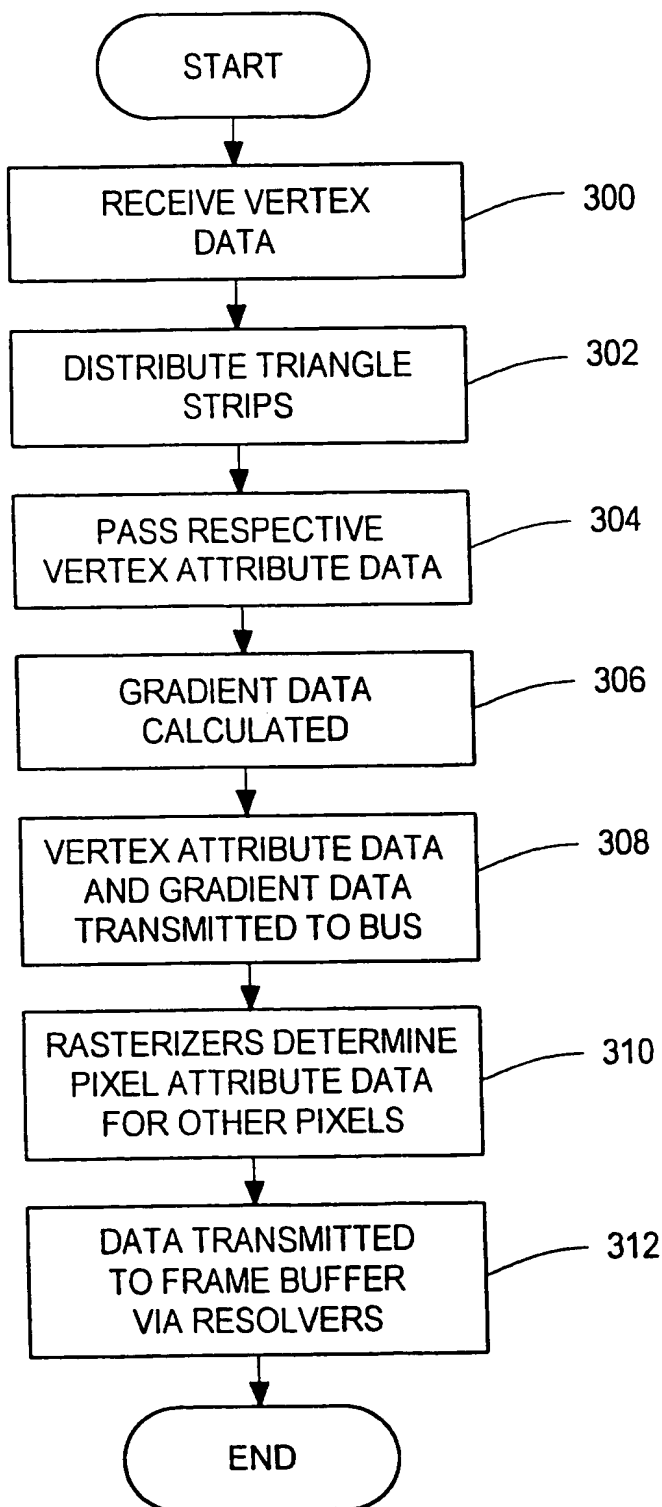 START
RECEIVE VERTEX
DATA
300
DISTRIBUTE TRIANGLE
STRIPS
302
PASS RESPECTIVE
VERTEX ATTRIBUTE DATA
304
GRADIENT DATA
CALCULATED
306
VERTEX ATTRIBUTE DATA
AND GRADIENT DATA
TRANSMITTED TO BUS
308
RASTERIZERS DETERMINE
PIXEL ATTRIBUTE DATA
FOR OTHER PIXELS
310
DATA TRANSMITTED
TO FRAME BUFFER
VIA RESOLVERS
312
END